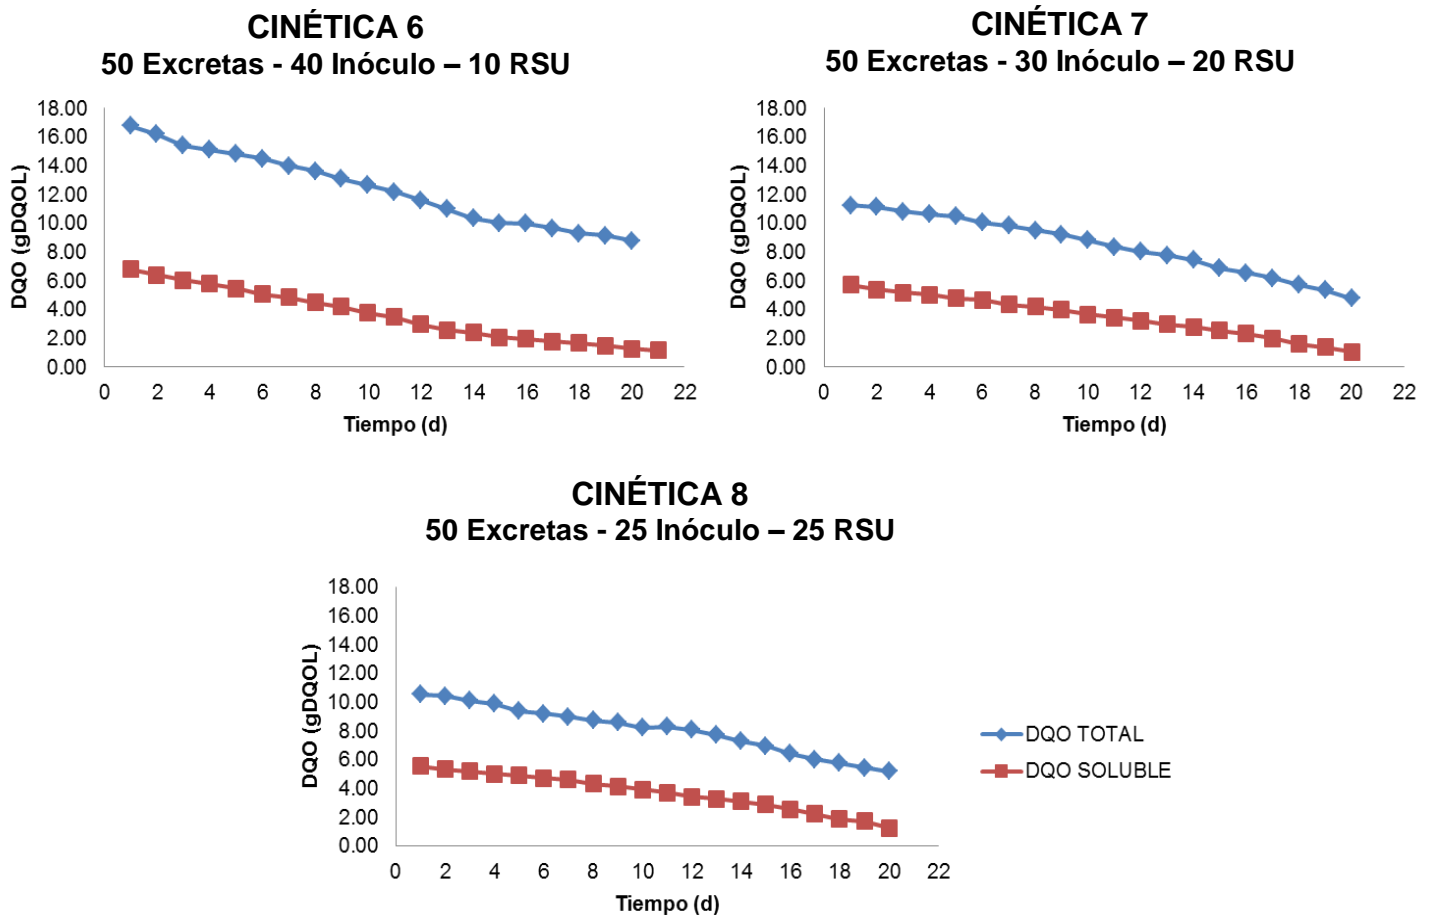 CINÉTICA 6
50 Excretas - 40 Inóculo – 10 RSU
18.00
16.00
14.00
12.00
10.00
8.00
6.00
4.00
2.00
0.00
DQO (gDQOL)
0 2 4 6 8 10 12 14 16 18 20 22
Tiempo (d)
CINÉTICA 7
50 Excretas - 30 Inóculo – 20 RSU
18.00
16.00
14.00
12.00
10.00
8.00
6.00
4.00
2.00
0.00
DQO (gDQOL)
0 2 4 6 8 10 12 14 16 18 20 22
Tiempo (d)
CINÉTICA 8
50 Excretas - 25 Inóculo – 25 RSU
18.00
16.00
14.00
12.00
10.00
8.00
6.00
4.00
2.00
0.00
DQO (gDQOL)
0 2 4 6 8 10 12 14 16 18 20 22
Tiempo (d)
DQO TOTAL
DQO SOLUBLE